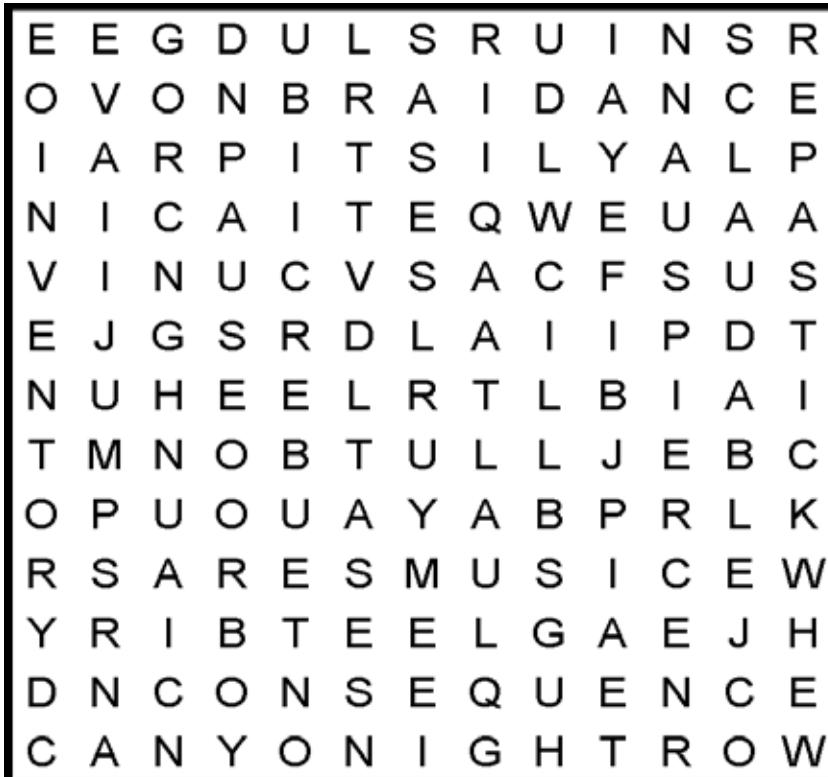 E E G D U L S R U I N S R
O V O N B R A I D A N C E
I A R P I T S I L Y A L P
N I C A I T E Q W E U A A
V I N U C V S A C F S U S
E J G S R D L A I I P D T
N U H E E L R T L B I A I
T M N O B T U L L J E B C
O P U O U A Y A B P R L K
R S A R E S M U S I C E W
Y R I B T E E L G A E J H
D N C O N S E Q U E N C E
C A N Y O N I G H T R O W